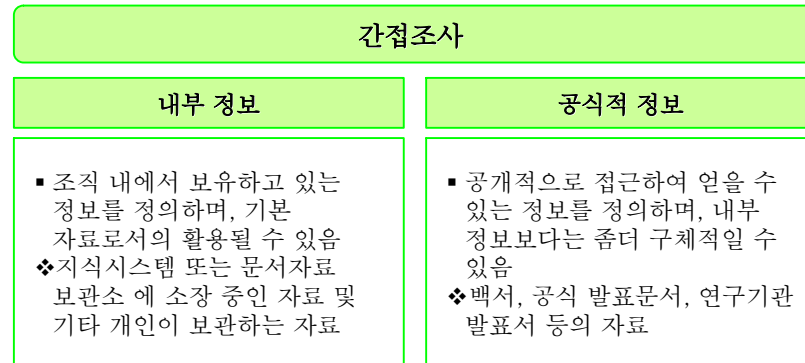 간접조사
내부 정보
▪ 조직 내에서 보유하고 있는
정보를 정의하며, 기본
자료로서의 활용될 수 있음
❖지식시스템 또는 문서자료
보관소 에 소장 중인 자료 및
기타 개인이 보관하는 자료
공식적 정보
▪ 공개적으로 접근하여 얻을 수
있는 정보를 정의하며, 내부
정보보다는 좀더 구체적일 수
있음
❖백서, 공식 발표문서, 연구기관
발표서 등의 자료